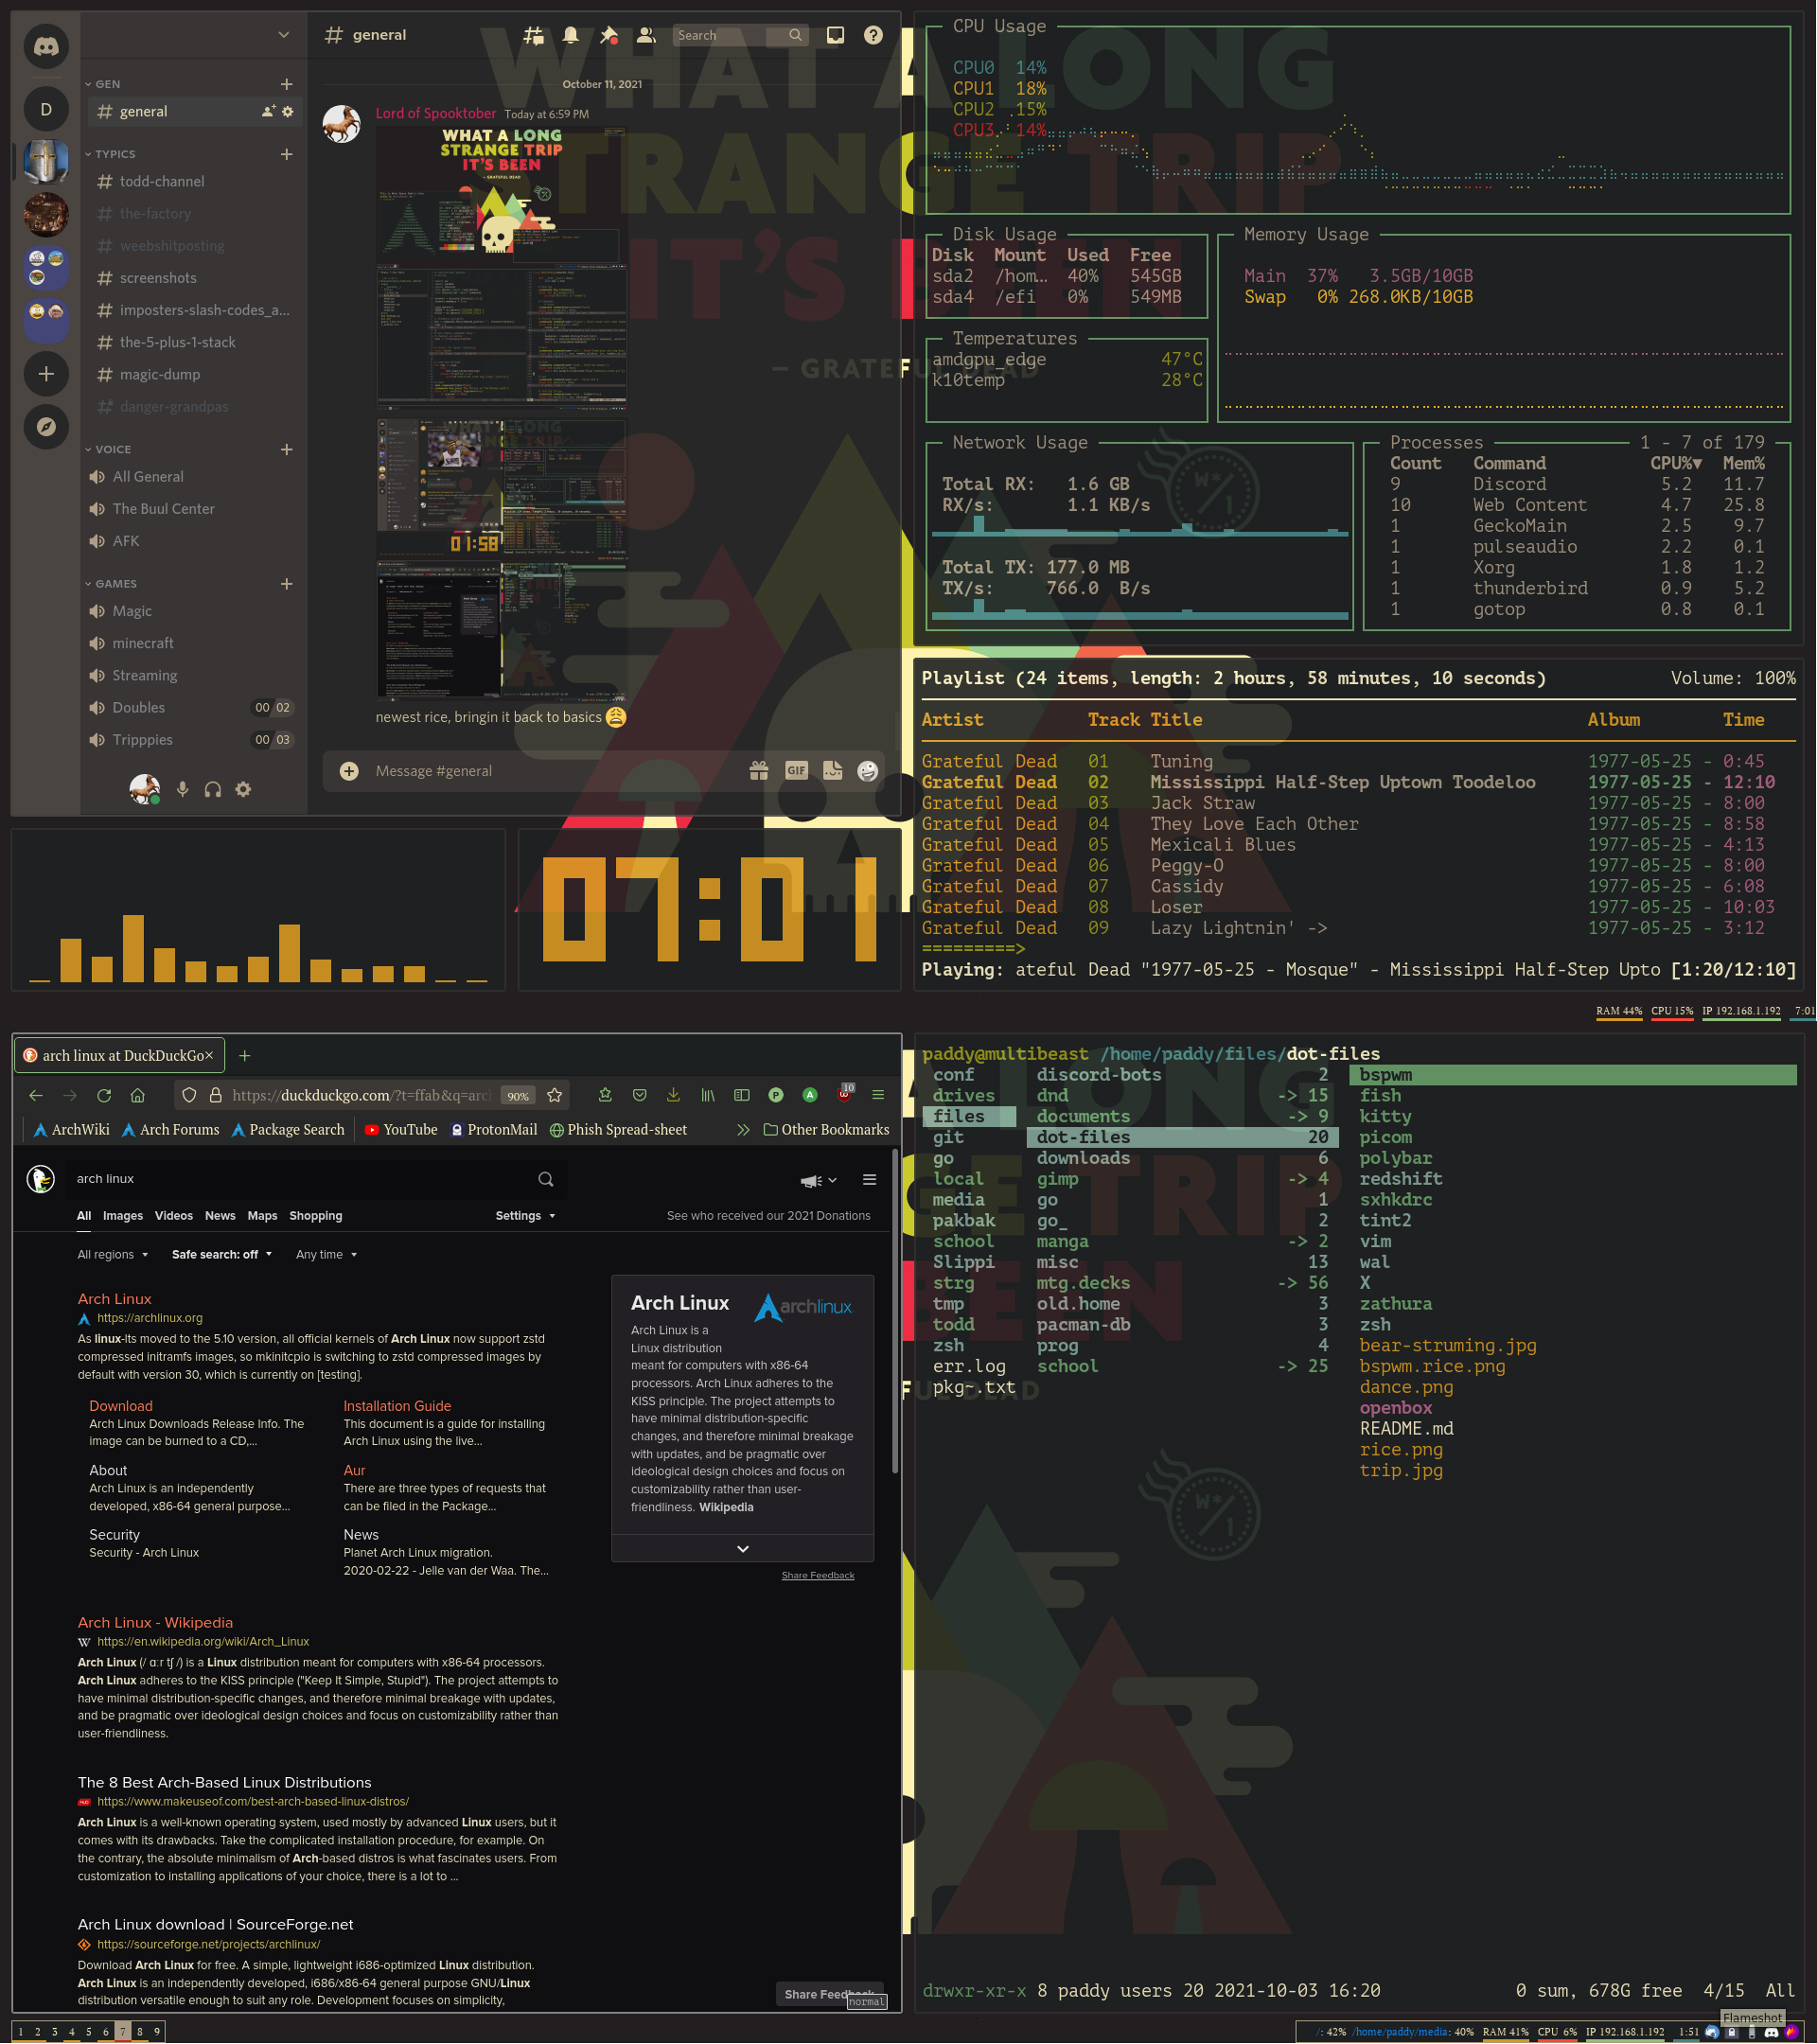 GEN
general
TYPICS
todd-channel
the-factory
weebshitposting
screenshots
imposters-slash-codes_a...
the-5-plus-1-stack
magic-dump
danger-grandpas
VOICE
All General
The Buul Center
AFK
GAMES
Magic
minecraft
Streaming
Doubles 00 02
Tripppies 00 03
D
# general
Search
October 11, 2021
Lord of Spooktober Today at 6:59 PM
WHAT A LONG
STRANGE TRIP
IT'S BEEN
— GRATEFUL DEAD
01:58
newest rice, bringin it back to basics
Message #general
GIF
07:01
CPU Usage
CPU0 14%
CPU1 18%
CPU2 15%
CPU3 14%
Disk Usage
Disk Mount Used Free
sda2 /hom… 40% 545GB
sda4 /efi 0% 549MB
Memory Usage
Main 37% 3.5GB/10GB
Swap 0% 268.0KB/10GB
Temperatures
amdgpu_edge 47°C
k10temp 28°C
Network Usage
Total RX: 1.6 GB
RX/s: 1.1 KB/s
Total TX: 177.0 MB
TX/s: 766.0 B/s
Processes 1 - 7 of 179
Count Command CPU%▼ Mem%
9 Discord 5.2 11.7
10 Web Content 4.7 25.8
1 GeckoMain 2.5 9.7
1 pulseaudio 2.2 0.1
1 Xorg 1.8 1.2
1 thunderbird 0.9 5.2
1 gotop 0.8 0.1
WHAT A LONG
STRANGE TRIP
IT'S BEEN
— GRATEFUL DEAD
Playlist (24 items, length: 2 hours, 58 minutes, 10 seconds) Volume: 100%
Artist Track Title Album Time
Grateful Dead 01 Tuning 1977-05-25 - 0:45
Grateful Dead 02 Mississippi Half-Step Uptown Toodeloo 1977-05-25 - 12:10
Grateful Dead 03 Jack Straw 1977-05-25 - 8:00
Grateful Dead 04 They Love Each Other 1977-05-25 - 8:58
Grateful Dead 05 Mexicali Blues 1977-05-25 - 4:13
Grateful Dead 06 Peggy-O 1977-05-25 - 8:00
Grateful Dead 07 Cassidy 1977-05-25 - 6:08
Grateful Dead 08 Loser 1977-05-25 - 10:03
Grateful Dead 09 Lazy Lightnin' -> 1977-05-25 - 3:12
=========>
Playing: ateful Dead "1977-05-25 - Mosque" - Mississippi Half-Step Upto [1:20/12:10]
RAM 44% CPU 15% IP 192.168.1.192 7:01
arch linux at DuckDuckGo× +
https://duckduckgo.com/?t=ffab&q=arc 90% P A 10
ArchWiki Arch Forums Package Search YouTube ProtonMail Phish Spread-sheet >> Other Bookmarks
arch linux
All Images Videos News Maps Shopping Settings See who received our 2021 Donations
All regions Safe search: off Any time
Arch Linux
https://archlinux.org
As linux-lts moved to the 5.10 version, all official kernels of Arch Linux now support zstd
compressed initramfs images, so mkinitcpio is switching to zstd compressed images by
default with version 30, which is currently on [testing].
Download
Arch Linux Downloads Release Info. The
image can be burned to a CD,...
Installation Guide
This document is a guide for installing
Arch Linux using the live...
About
Arch Linux is an independently
developed, x86-64 general purpose...
Aur
There are three types of requests that
can be filed in the Package...
Security
Security - Arch Linux
News
Planet Arch Linux migration.
2020-02-22 - Jelle van der Waa. The...
Arch Linux archlinux
Arch Linux is a
Linux distribution
meant for computers with x86-64
processors. Arch Linux adheres to the
KISS principle. The project attempts to
have minimal distribution-specific
changes, and therefore minimal breakage
with updates, and be pragmatic over
ideological design choices and focus on
customizability rather than user-
friendliness. Wikipedia
Share Feedback
Arch Linux - Wikipedia
W https://en.wikipedia.org/wiki/Arch_Linux
Arch Linux (/ ɑːr tʃ /) is a Linux distribution meant for computers with x86-64 processors.
Arch Linux adheres to the KISS principle ("Keep It Simple, Stupid"). The project attempts to
have minimal distribution-specific changes, and therefore minimal breakage with updates,
and be pragmatic over ideological design choices and focus on customizability rather than
user-friendliness.
The 8 Best Arch-Based Linux Distributions
https://www.makeuseof.com/best-arch-based-linux-distros/
Arch Linux is a well-known operating system, used mostly by advanced Linux users, but it
comes with its drawbacks. Take the complicated installation procedure, for example. On
the contrary, the absolute minimalism of Arch-based distros is what fascinates users. From
customization to installing applications of your choice, there is a lot to ...
Arch Linux download | SourceForge.net
https://sourceforge.net/projects/archlinux/
Download Arch Linux for free. A simple, lightweight i686-optimized Linux distribution.
Arch Linux is an independently developed, i686/x86-64 general purpose GNU/Linux
distribution versatile enough to suit any role. Development focuses on simplicity,
Share Feedback
normal
1 2 3 4 5 6 7 8 9
paddy@multibeast /home/paddy/files/dot-files
conf discord-bots 2 bspwm
drives dnd -> 15 fish
files documents -> 9 kitty
git dot-files 20 picom
go downloads 6 polybar
local gimp -> 4 redshift
media go 1 sxhkdrc
pakbak go_ 2 tint2
school manga -> 2 vim
Slippi misc 13 wal
strg mtg.decks -> 56 X
tmp old.home 3 zathura
todd pacman-db 3 zsh
zsh prog 4 bear-struming.jpg
err.log school -> 25 bspwm.rice.png
pkg~.txt dance.png
openbox
README.md
rice.png
trip.jpg
drwxr-xr-x 8 paddy users 20 2021-10-03 16:20 0 sum, 678G free 4/15 All
Flameshot
/: 42% /home/paddy/media: 40% RAM 41% CPU 6% IP 192.168.1.192 1:51